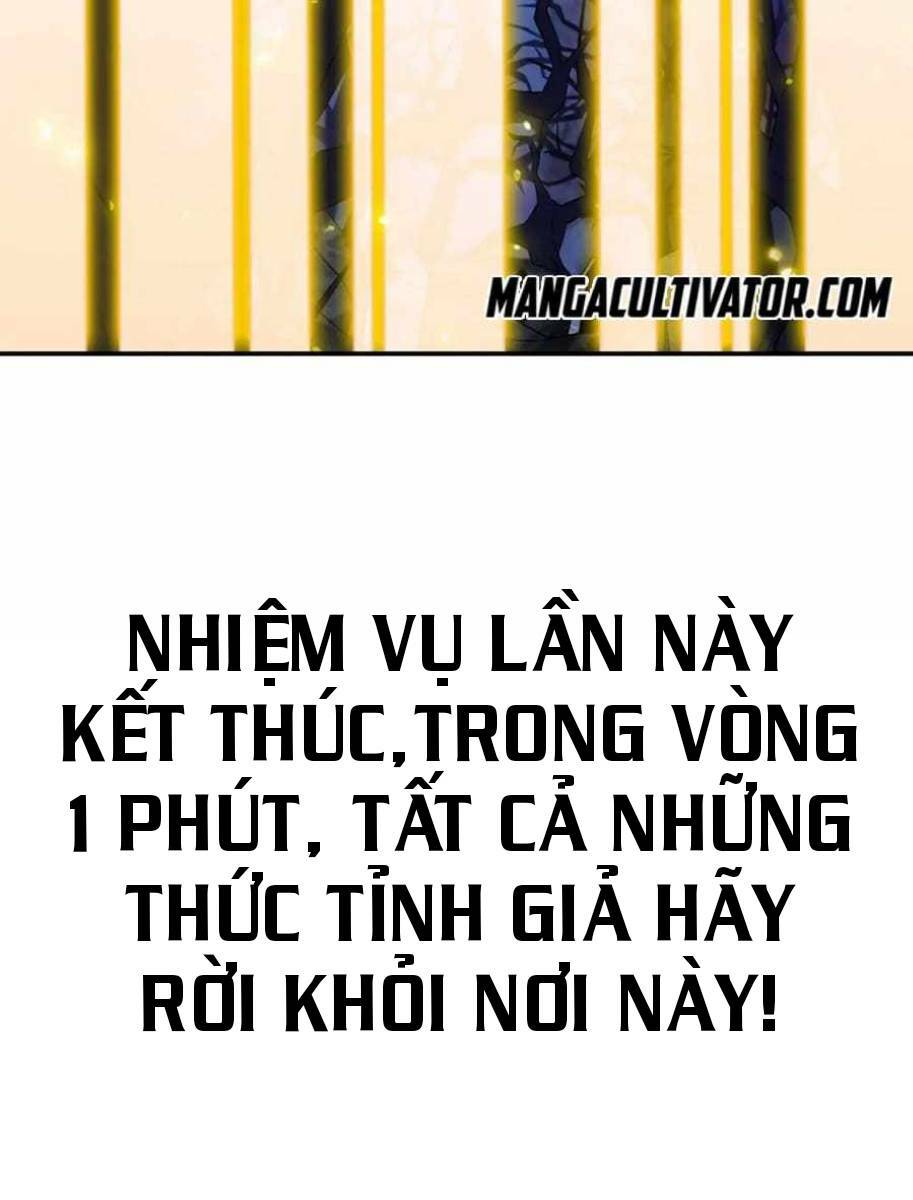 MANGACULTIVATOR.COM
NHIỆM VỤ LẦN NÀY
KẾT THÚC,TRONG VÒNG
1 PHÚT, TẤT CẢ NHỮNG
THỨC TỈNH GIẢ HÃY
RỜI KHỎI NƠI NÀY!